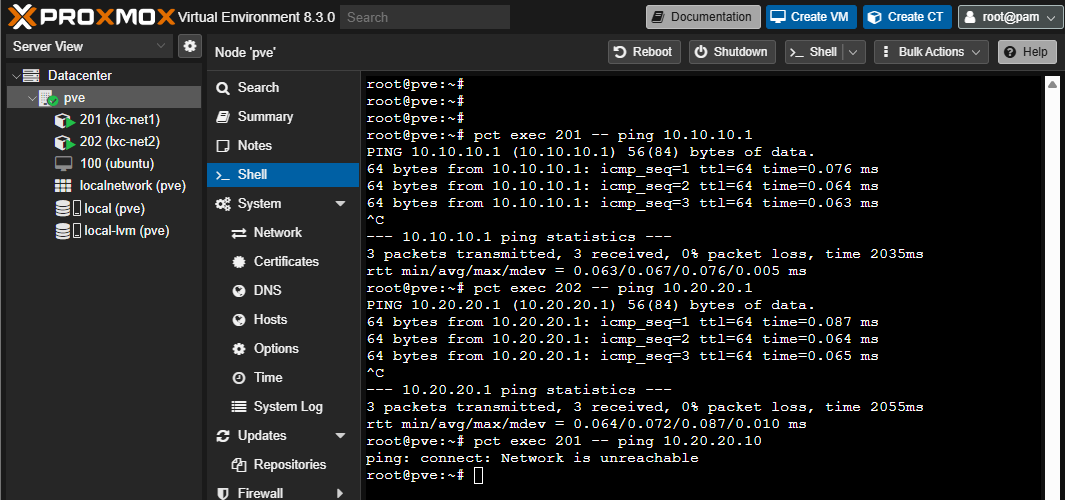 PROXMOX Virtual Environment 8.3.0 Search Documentation Create VM Create CT root@pam
Server View
Node 'pve' Reboot Shutdown >_ Shell Bulk Actions Help
Datacenter
pve
201 (lxc-net1)
202 (lxc-net2)
100 (ubuntu)
localnetwork (pve)
local (pve)
local-lvm (pve)
Search
Summary
Notes
>_ Shell
System
Network
Certificates
DNS
Hosts
Options
Time
System Log
Updates
Repositories
Firewall
root@pve:~#
root@pve:~#
root@pve:~#
root@pve:~# pct exec 201 -- ping 10.10.10.1
PING 10.10.10.1 (10.10.10.1) 56(84) bytes of data.
64 bytes from 10.10.10.1: icmp_seq=1 ttl=64 time=0.076 ms
64 bytes from 10.10.10.1: icmp_seq=2 ttl=64 time=0.064 ms
64 bytes from 10.10.10.1: icmp_seq=3 ttl=64 time=0.063 ms
^C
--- 10.10.10.1 ping statistics ---
3 packets transmitted, 3 received, 0% packet loss, time 2035ms
rtt min/avg/max/mdev = 0.063/0.067/0.076/0.005 ms
root@pve:~# pct exec 202 -- ping 10.20.20.1
PING 10.20.20.1 (10.20.20.1) 56(84) bytes of data.
64 bytes from 10.20.20.1: icmp_seq=1 ttl=64 time=0.087 ms
64 bytes from 10.20.20.1: icmp_seq=2 ttl=64 time=0.064 ms
64 bytes from 10.20.20.1: icmp_seq=3 ttl=64 time=0.065 ms
^C
--- 10.20.20.1 ping statistics ---
3 packets transmitted, 3 received, 0% packet loss, time 2055ms
rtt min/avg/max/mdev = 0.064/0.072/0.087/0.010 ms
root@pve:~# pct exec 201 -- ping 10.20.20.10
ping: connect: Network is unreachable
root@pve:~#